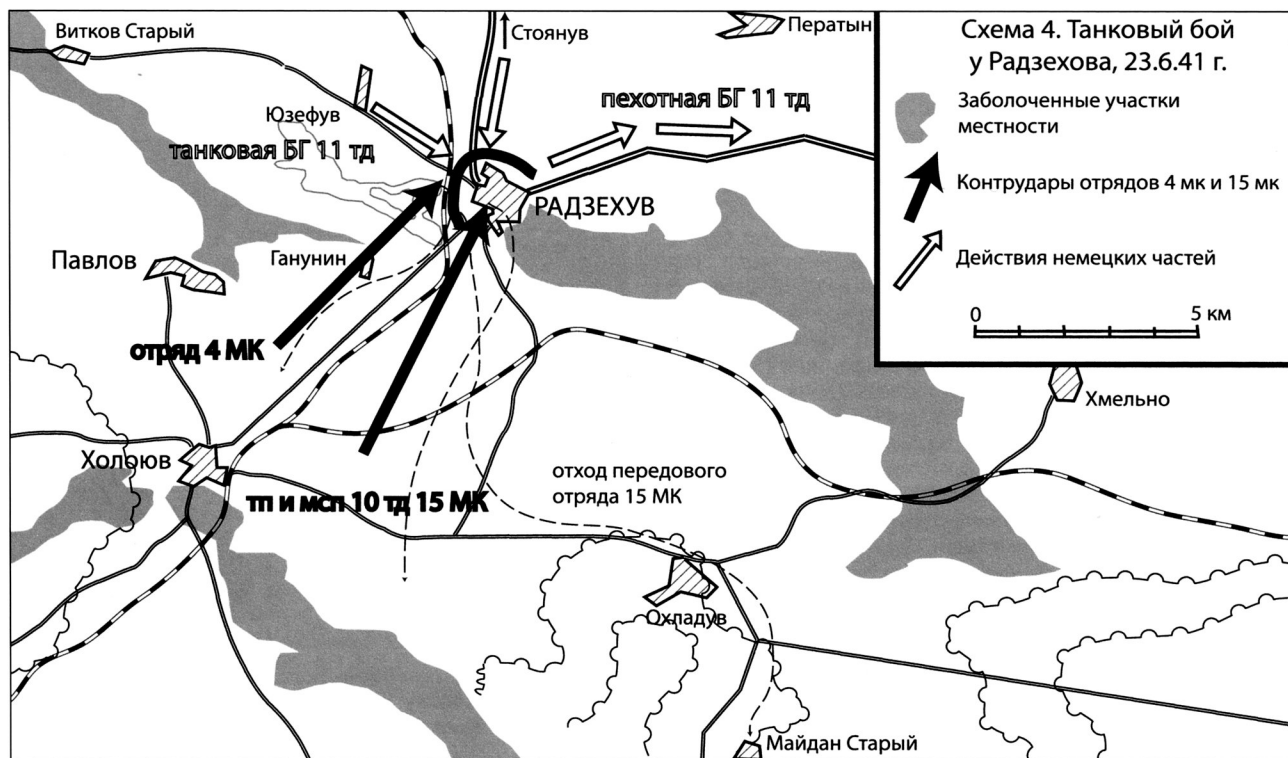 Витков Старый
Стоянув
Ператын
Схема 4. Танковый бой
у Радзехова, 23.6.41 г.
Заболоченные участки
местности
Контрудары отрядов 4 мк и 15 мк
Действия немецких частей
0
5 км
пехотная БГ 11 тд
Юзефув
танковая БГ 11 тд
РАДЗЕХУВ
Павлов
Ганунин
отряд 4 МК
Хмельно
Холоюв
отход передового
отряда 15 МК
тп и мсп 10 тд 15 МК
Охладув
Майдан Старый